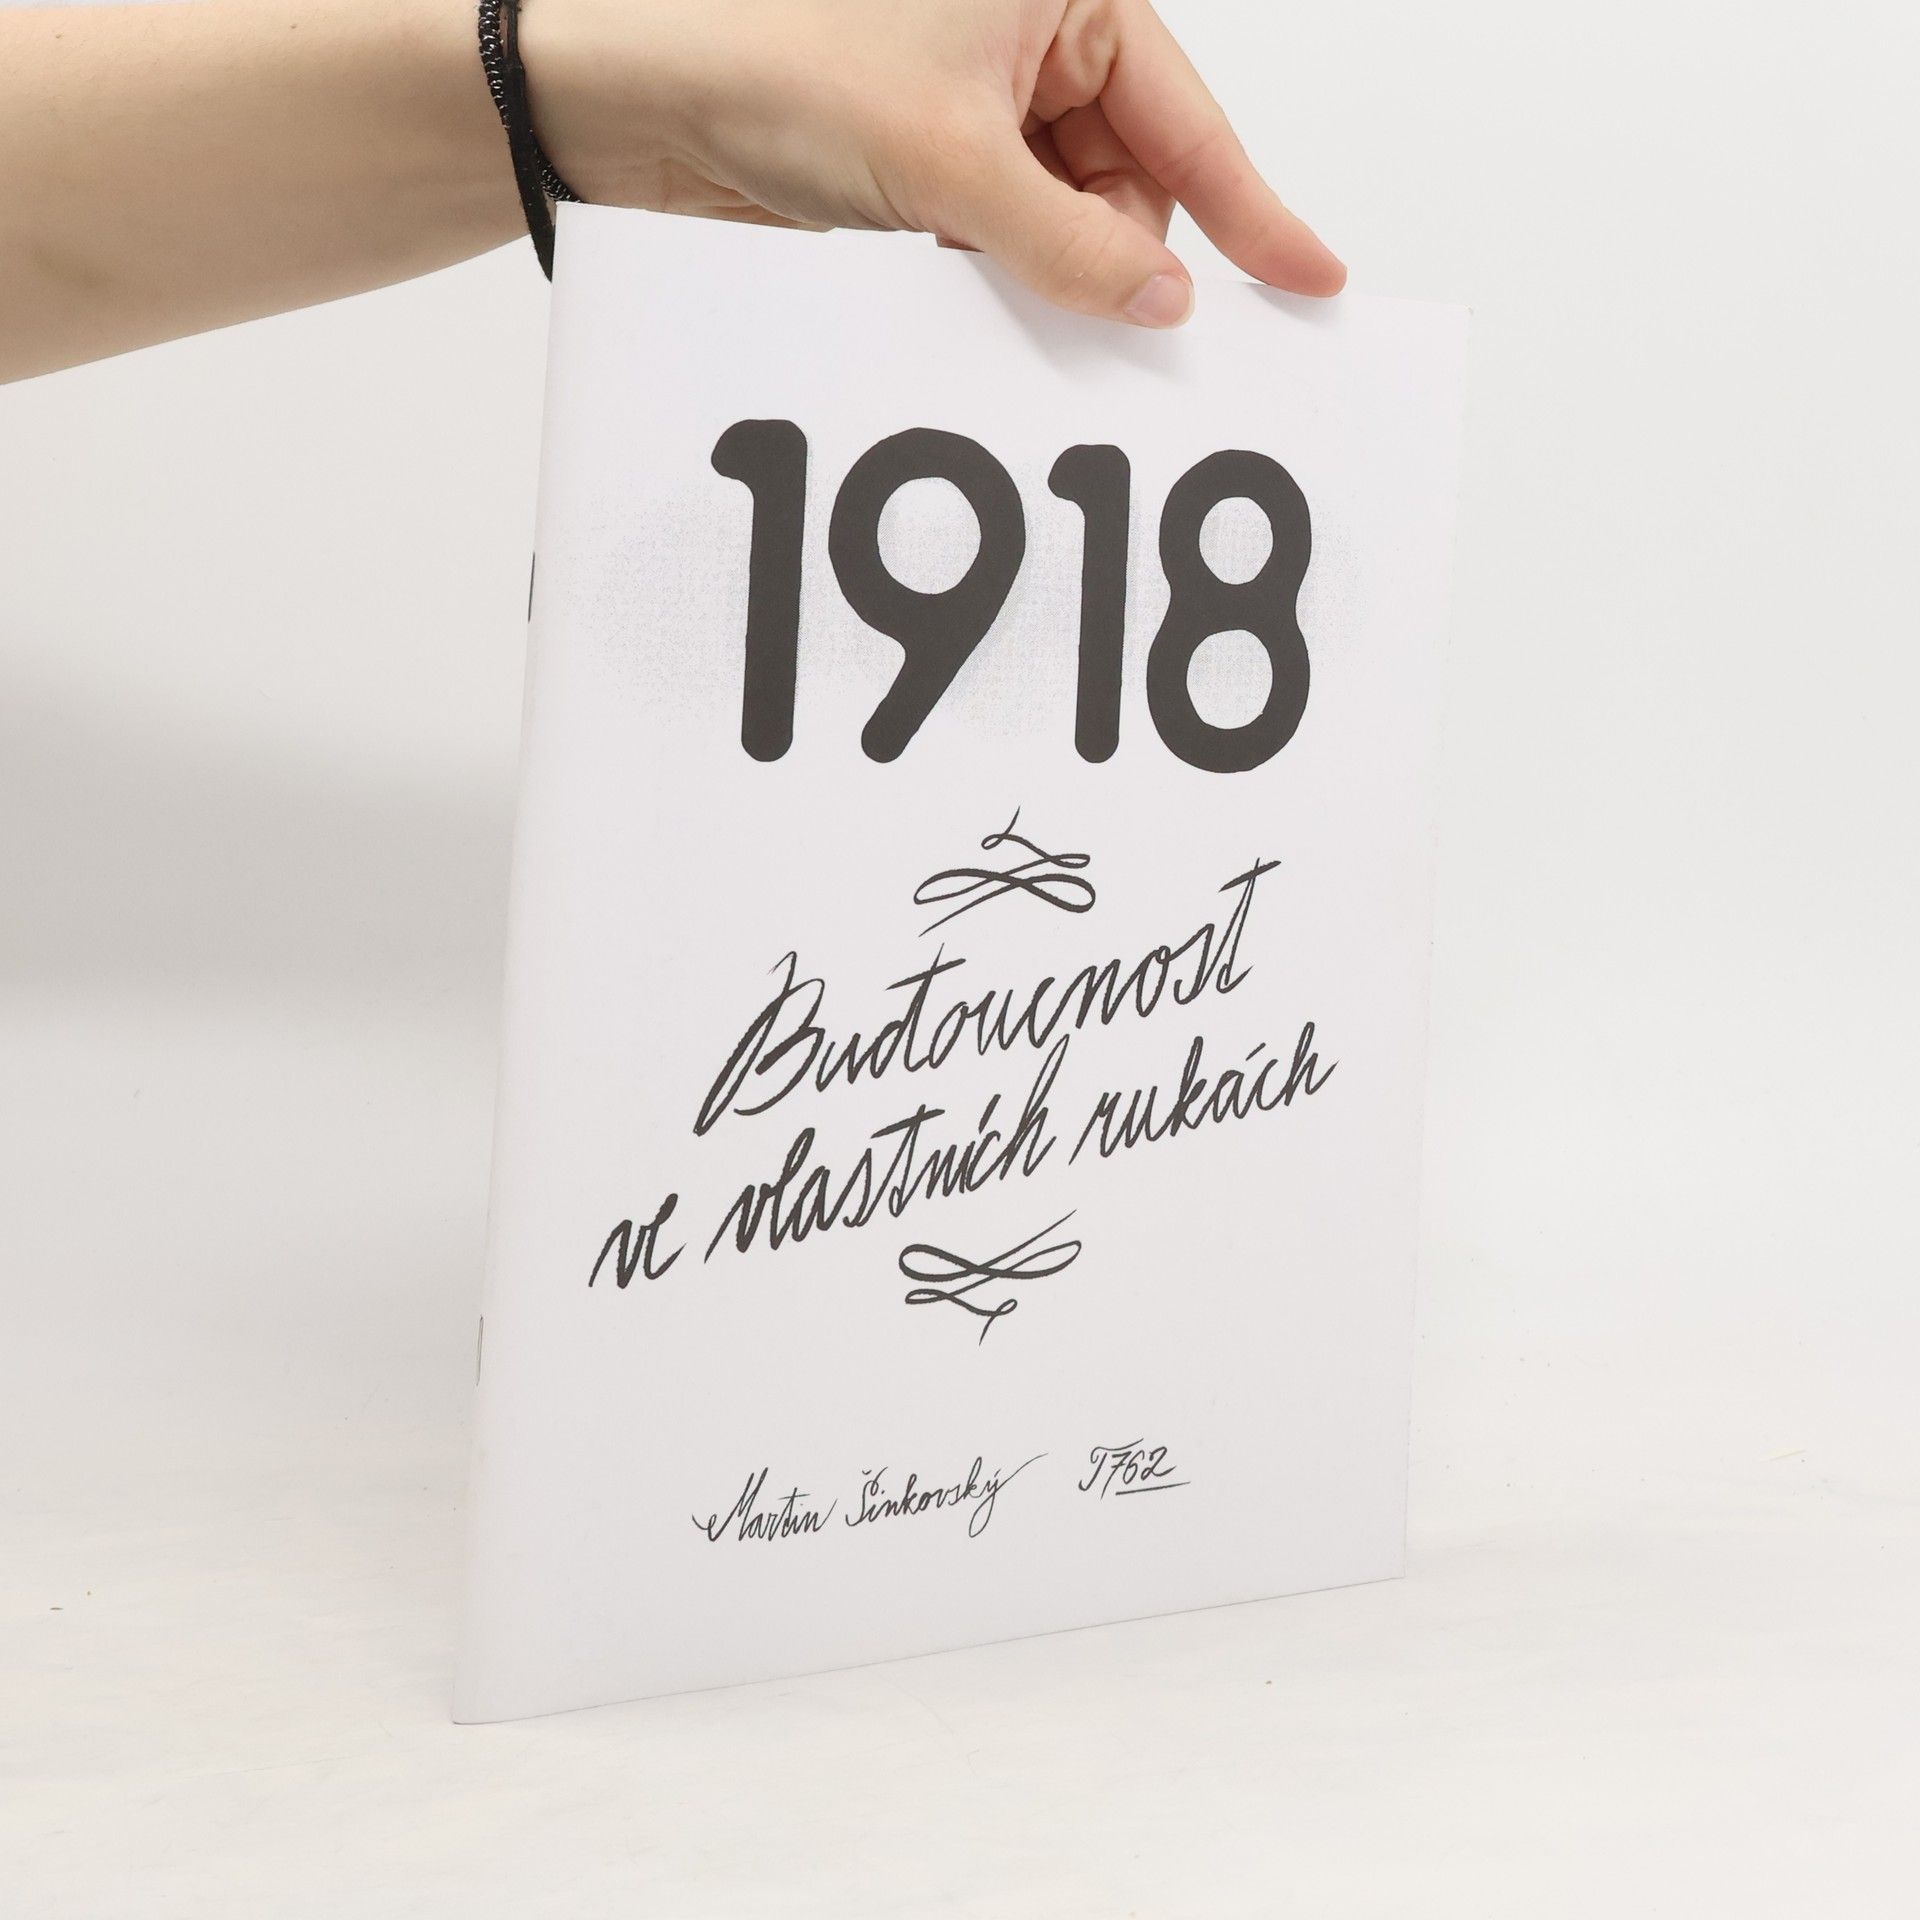 1918
Budoucnost
ve vlastních rukách
Martin Šinkovský T762